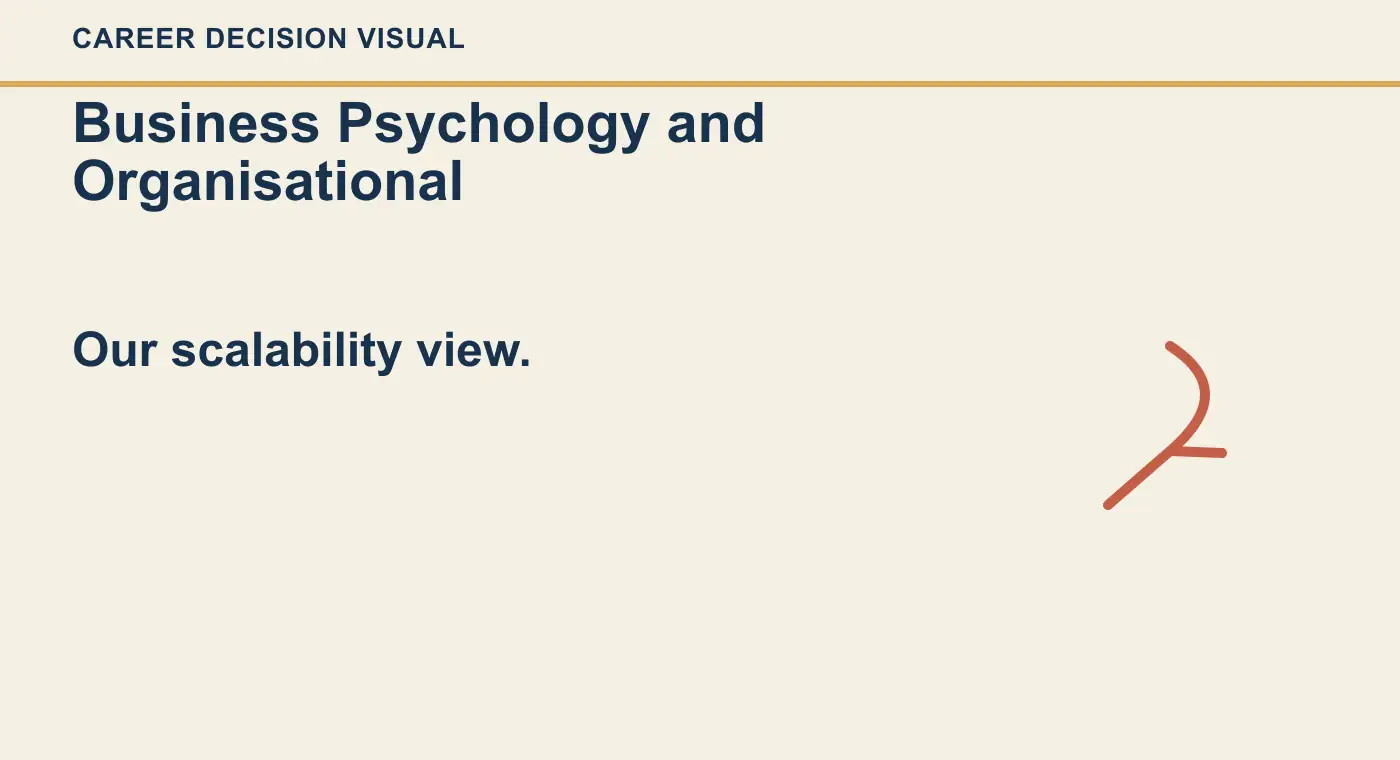 CAREER DECISION VISUAL
Business Psychology and
Organisational
Our scalability view.